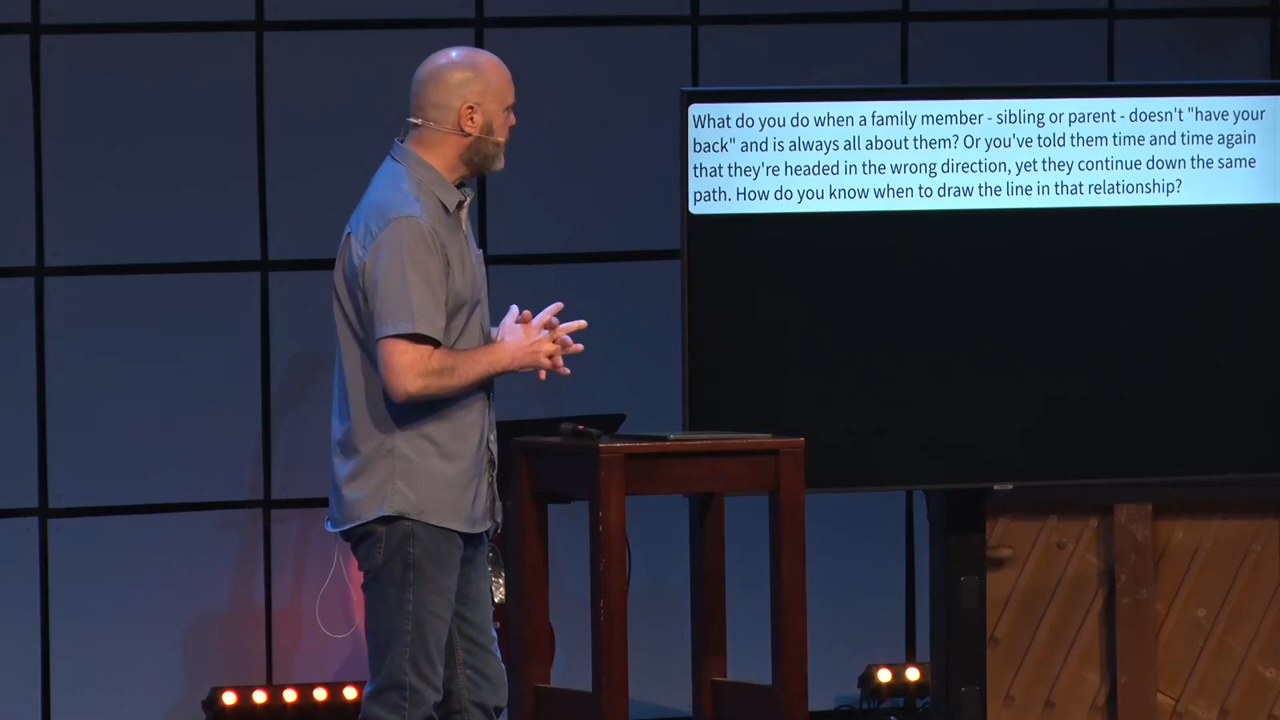 What do you do when a family member - sibling or parent - doesn't "have your
back" and is always all about them? Or you've told them time and time again
that they're headed in the wrong direction, yet they continue down the same
path. How do you know when to draw the line in that relationship?